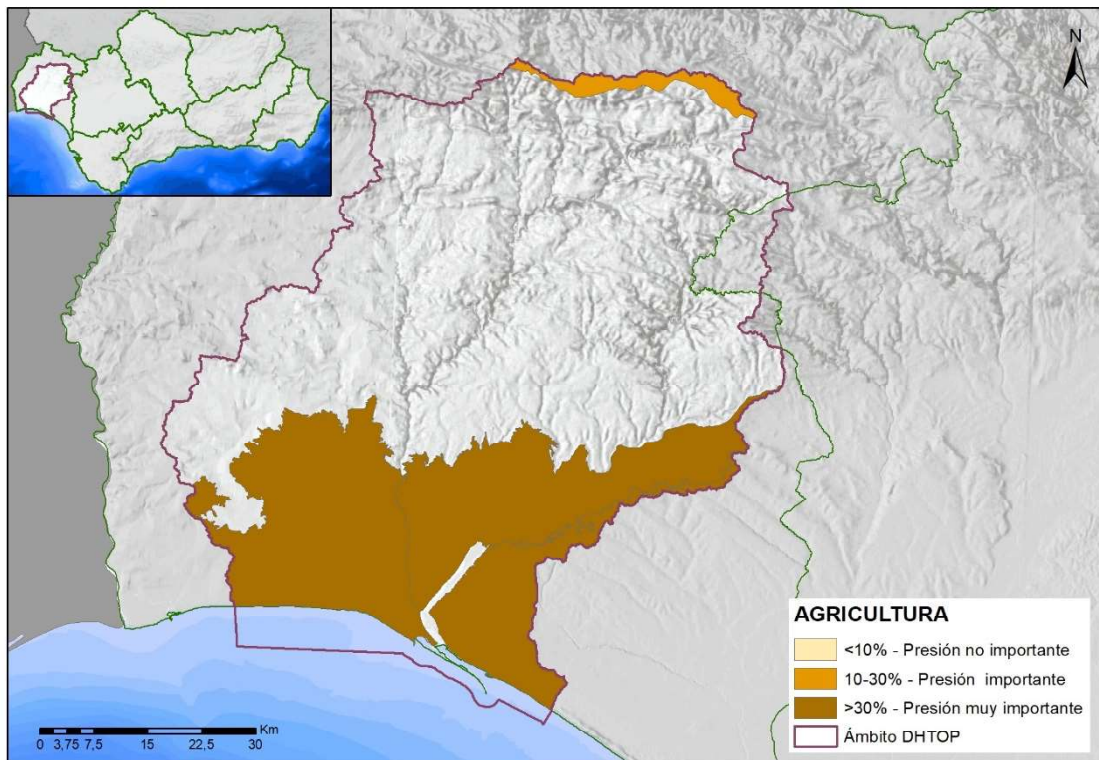 N
AGRICULTURA
<10% - Presión no importante
10-30% - Presión importante
>30% - Presión muy importante
Ámbito DHTOP
Km
0 3,75 7,5 15 22,5 30